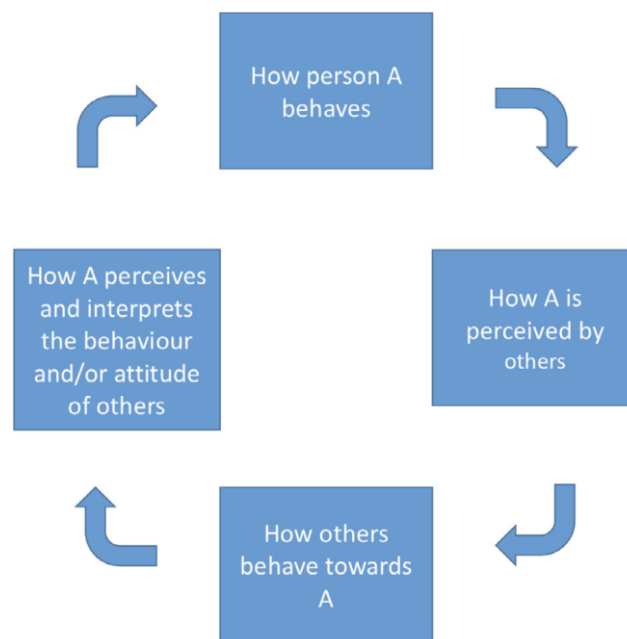 How person A
behaves
How A is
perceived by
others
How others
behave towards
A
How A perceives
and interprets
the behaviour
and/or attitude
of others